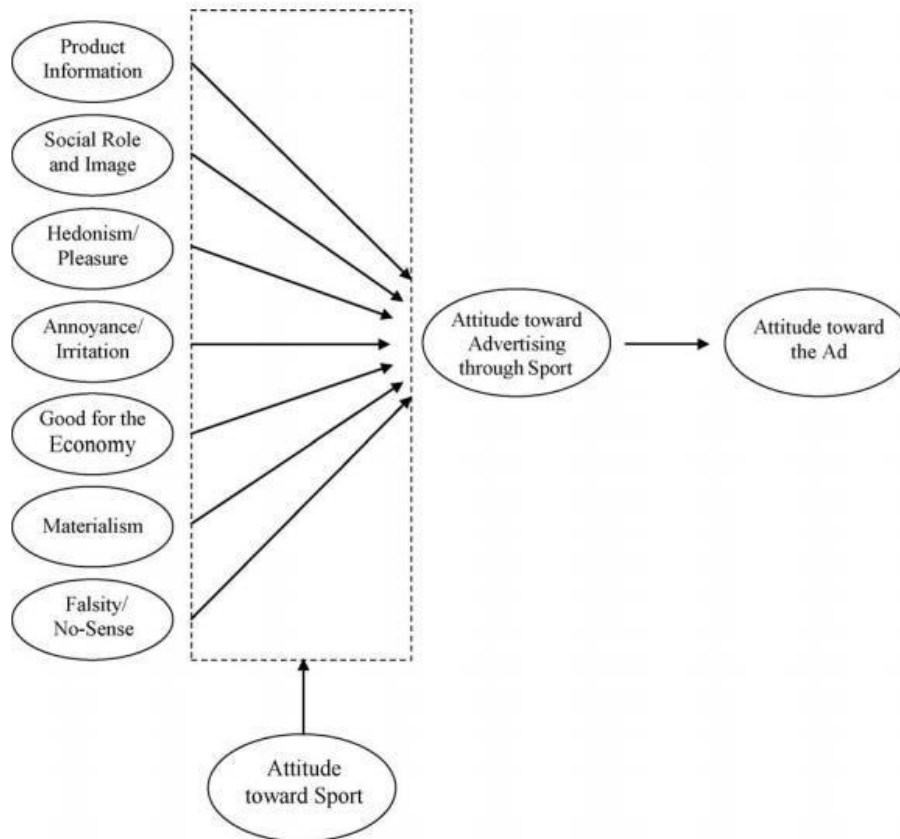 Product
Information
Social Role
and Image
Hedonism/
Pleasure
Annoyance/
Irritation
Good for the
Economy
Materialism
Falsity/
No-Sense
Attitude toward
Advertising
through Sport
Attitude toward
the Ad
Attitude
toward Sport